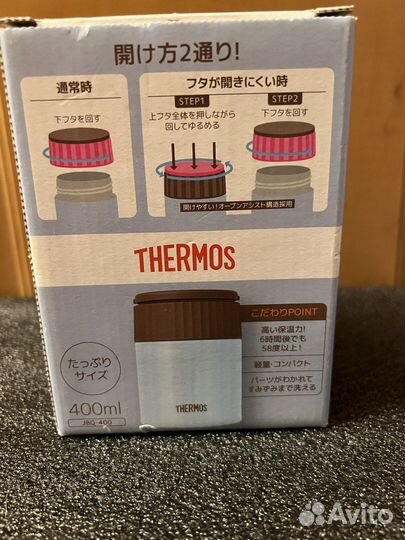 開け方2通り!
通常時
下フタを回す
フタが開きにくい時
STEP1
上フタ全体を押しながら
回してゆるめる
STEP2
下フタを回す
開けやすい!オープンアシスト構造採用
THERMOS
こだわりPOINT
高い保温力!
6時間後でも
58度以上!
軽量・コンパクト
パーツがわかれて
すみずみまで洗える
たっぷり
サイズ
400ml
JBQ-400
THERMOS
Avito